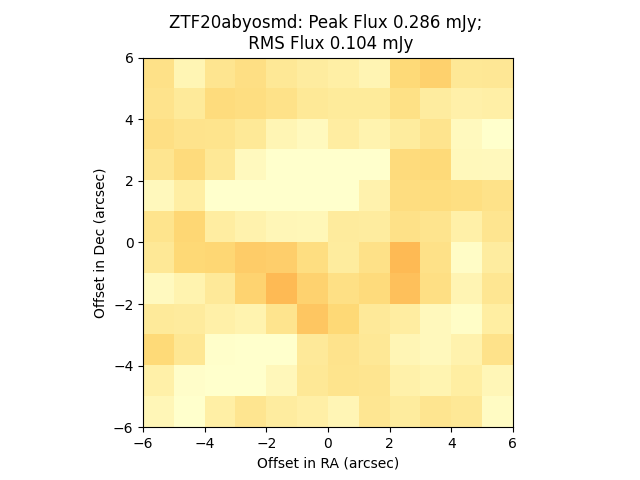 ZTF20abyosmd: Peak Flux 0.286 mJy;
RMS Flux 0.104 mJy
6
4
2
0
−2
−4
−6
Offset in Dec (arcsec)
−6 −4 −2 0 2 4 6
Offset in RA (arcsec)